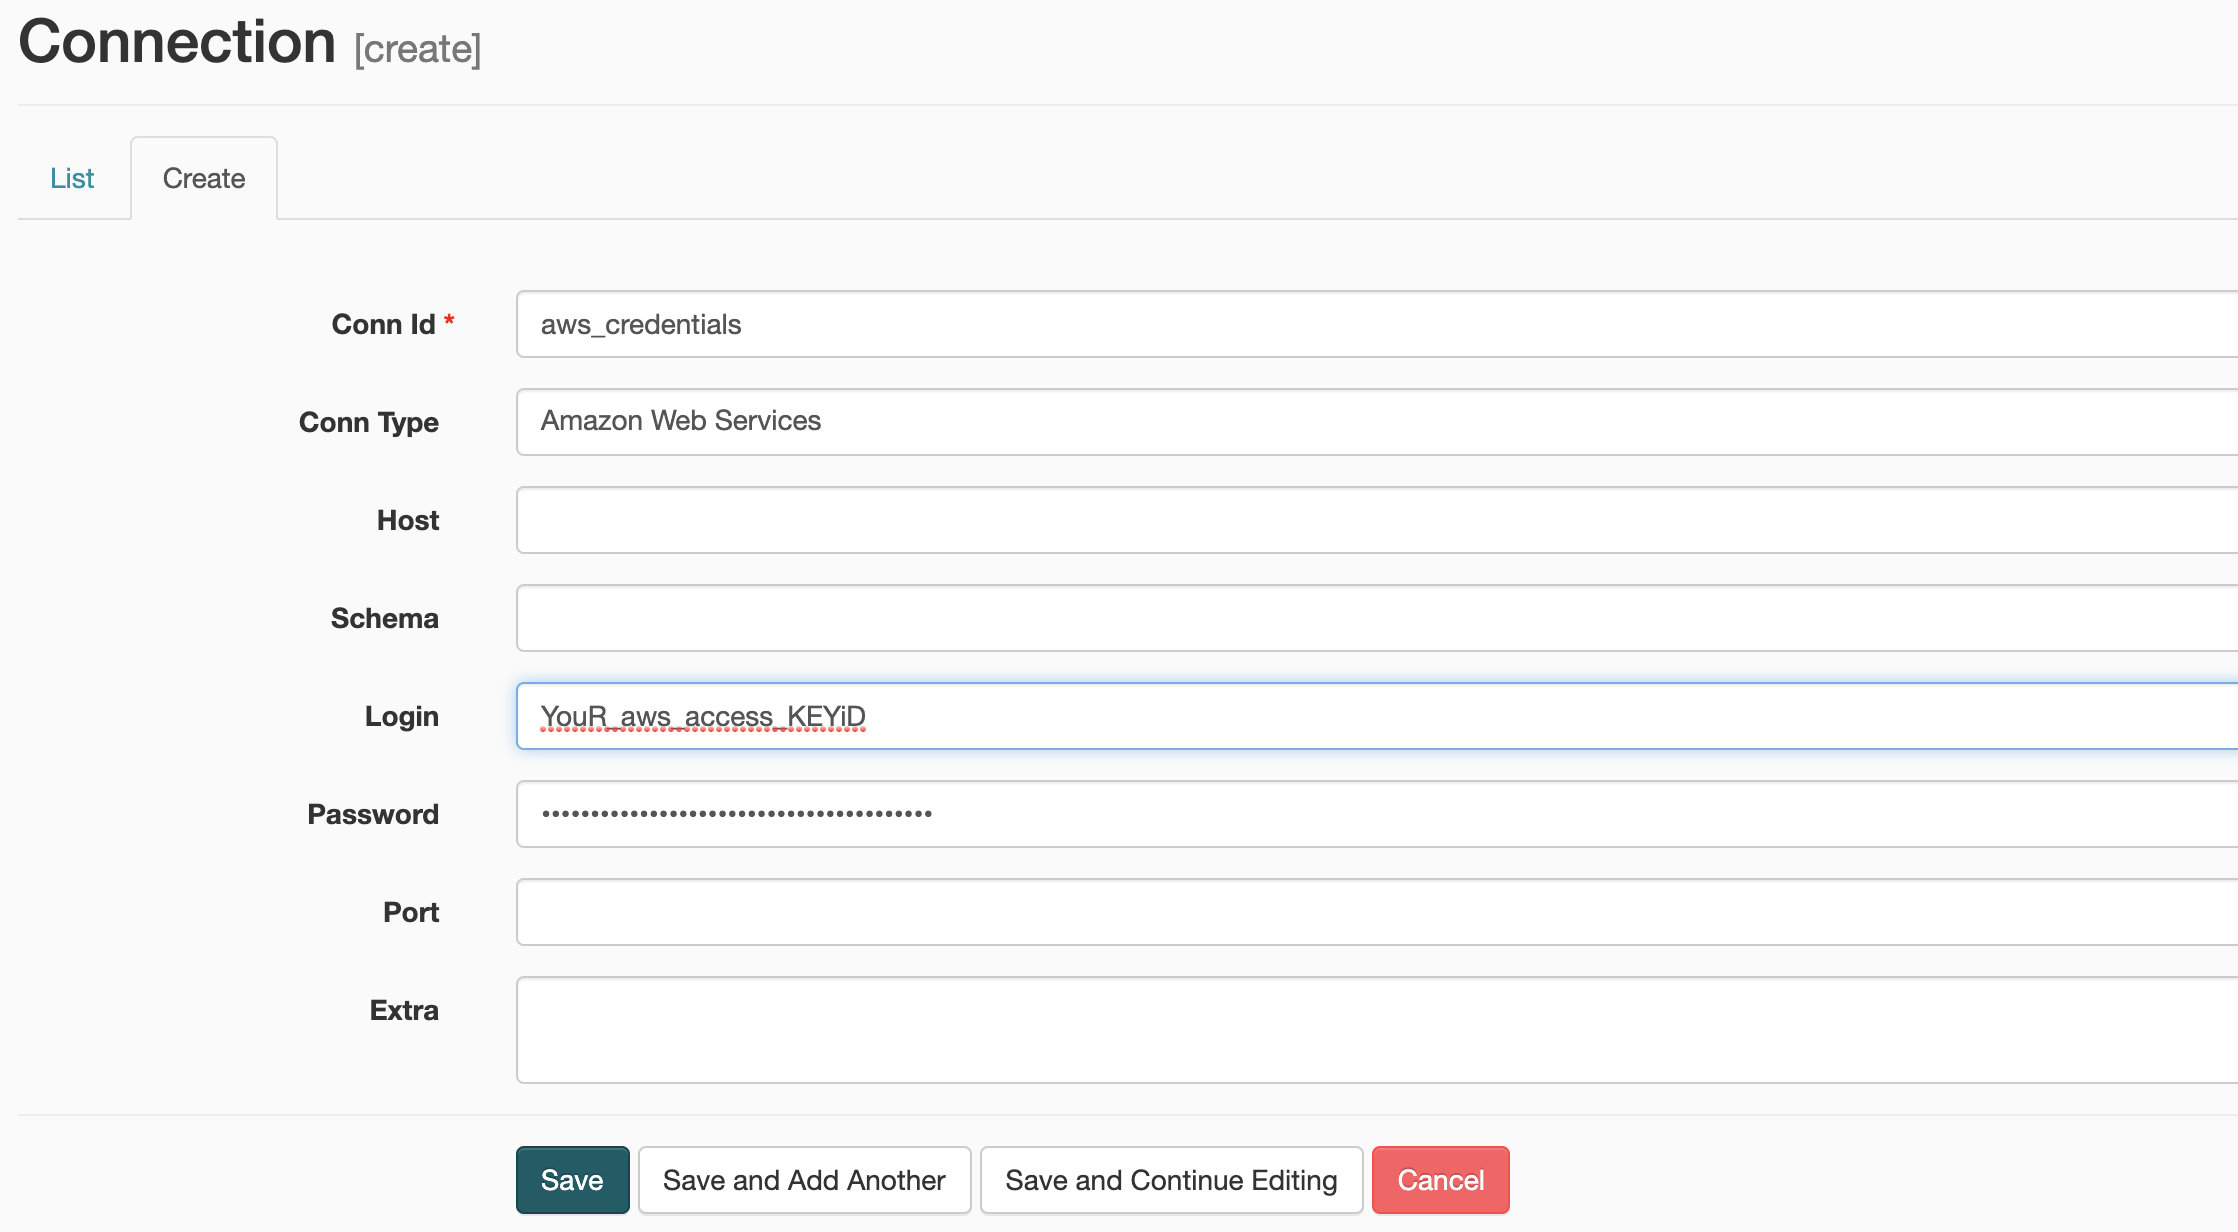 Connection [create]
List Create
Conn Id * aws_credentials
Conn Type Amazon Web Services
Host
Schema
Login YouR_aws_access_KEYiD
Password ••••••••••••••••••••••••••••••••••••••••
Port
Extra
Save Save and Add Another Save and Continue Editing Cancel